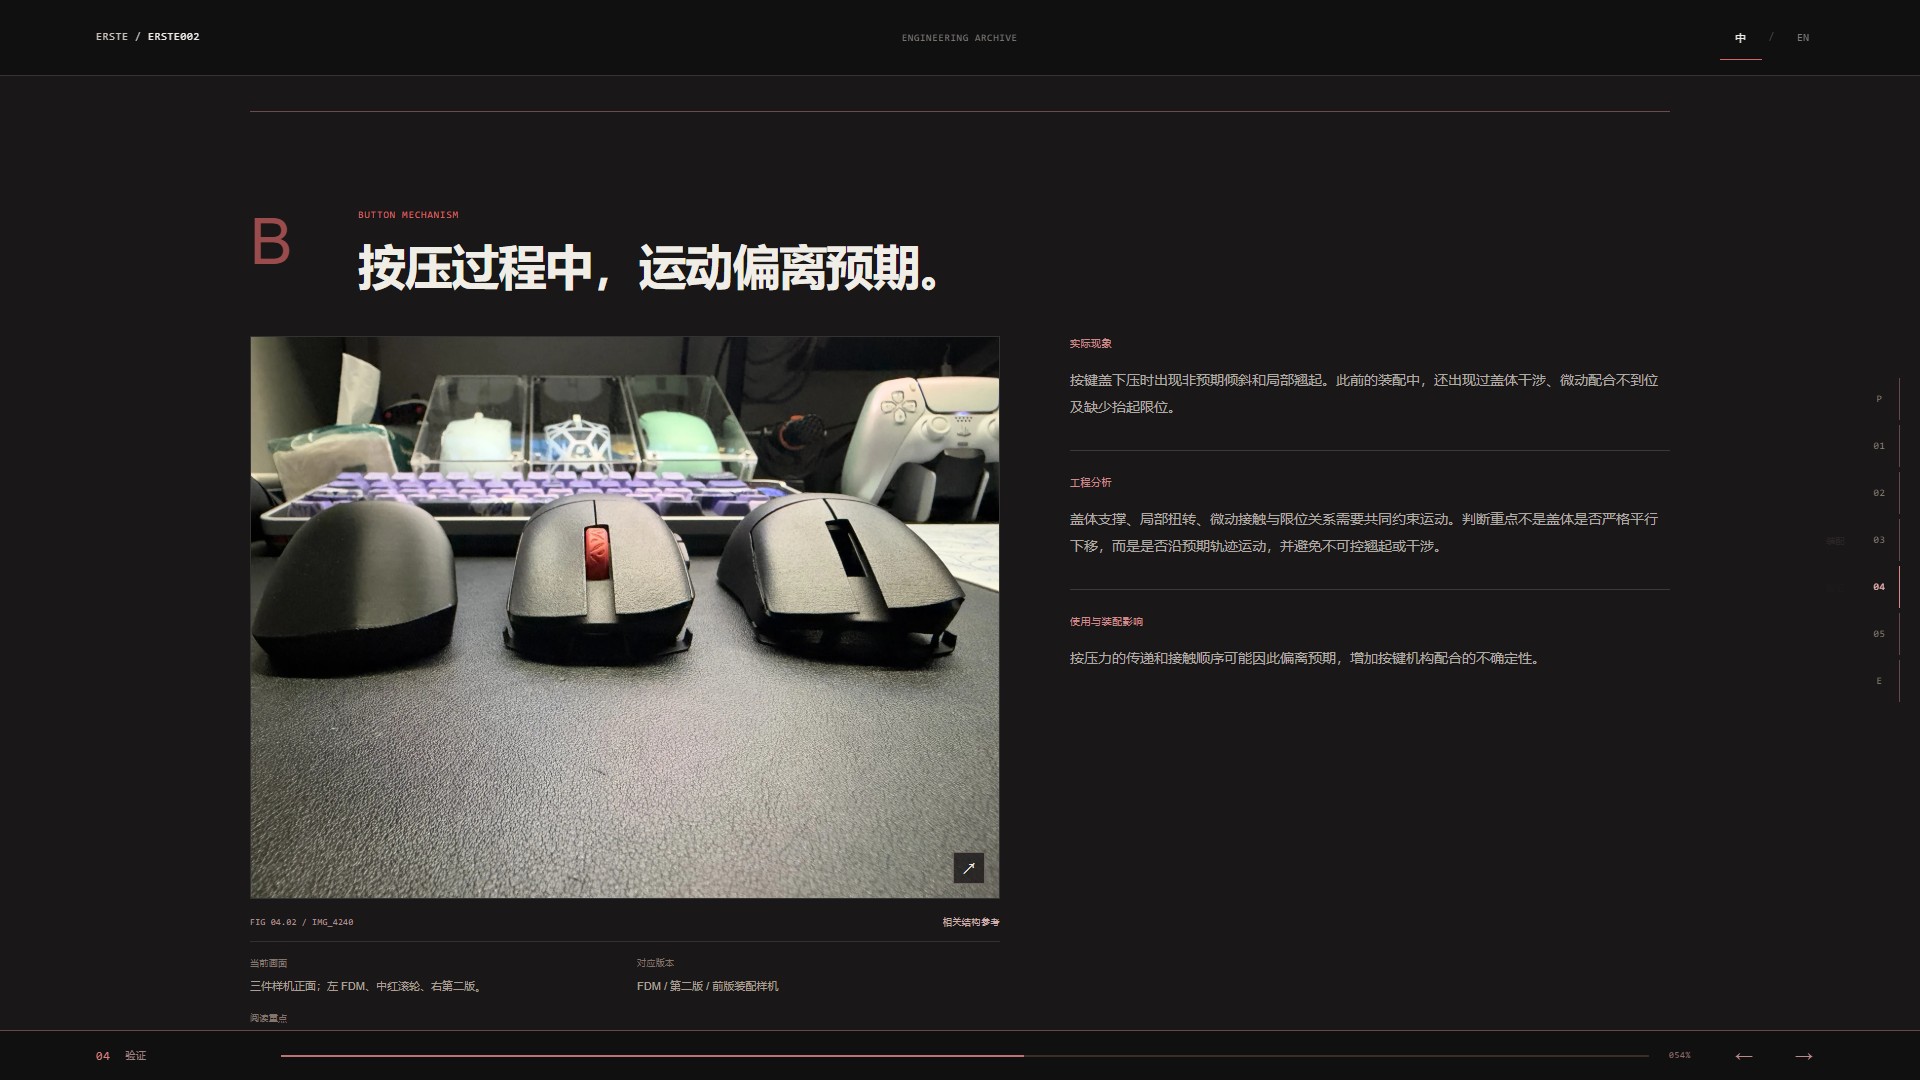 ERSTE / ERSTE002
ENGINEERING ARCHIVE
中 / EN
B
BUTTON MECHANISM
按压过程中，运动偏离预期。
实际现象
按键盖下压时出现非预期倾斜和局部翘起。此前的装配中，还出现过盖体干涉、微动配合不到位
及缺少抬起限位。
工程分析
盖体支撑、局部扭转、微动接触与限位关系需要共同约束运动。判断重点不是盖体是否严格平行
下移，而是是否沿预期轨迹运动，并避免不可控翘起或干涉。
使用与装配影响
按压力的传递和接触顺序可能因此偏离预期，增加按键机构配合的不确定性。
P
01
02
03
04
05
E
↗
FIG 04.02 / IMG_4240
相关结构参考
当前画面
三件样机正面；左 FDM、中红滚轮、右第二版。
对应版本
FDM / 第二版 / 前版装配样机
阅读重点
04 验证
054%
← →